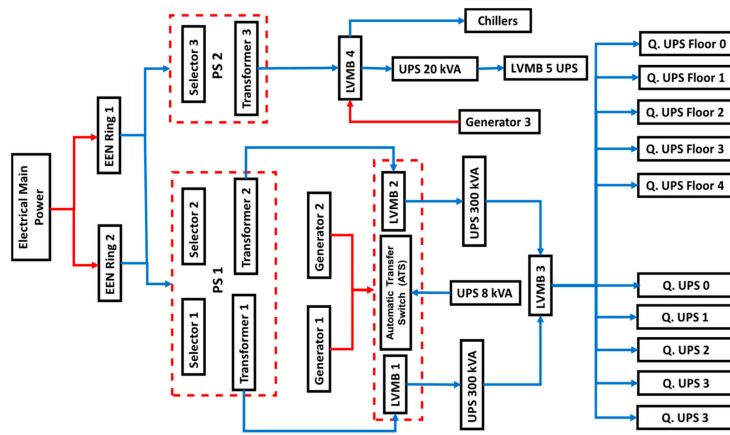 Electrical Main
Power
EEN Ring 1
EEN Ring 2
Selector 3
PS 2
Transformer 3
Selector 2
Transformer 2
PS 1
Selector 1
Transformer 1
LVMB 4
Chillers
UPS 20 kVA
LVMB 5 UPS
Generator 3
Generator 2
Generator 1
LVMB 2
Automatic Transfer
Switch (ATS)
LVMB 1
UPS 300 kVA
UPS 8 kVA
UPS 300 kVA
LVMB 3
Q. UPS Floor 0
Q. UPS Floor 1
Q. UPS Floor 2
Q. UPS Floor 3
Q. UPS Floor 4
Q. UPS 0
Q. UPS 1
Q. UPS 2
Q. UPS 3
Q. UPS 3